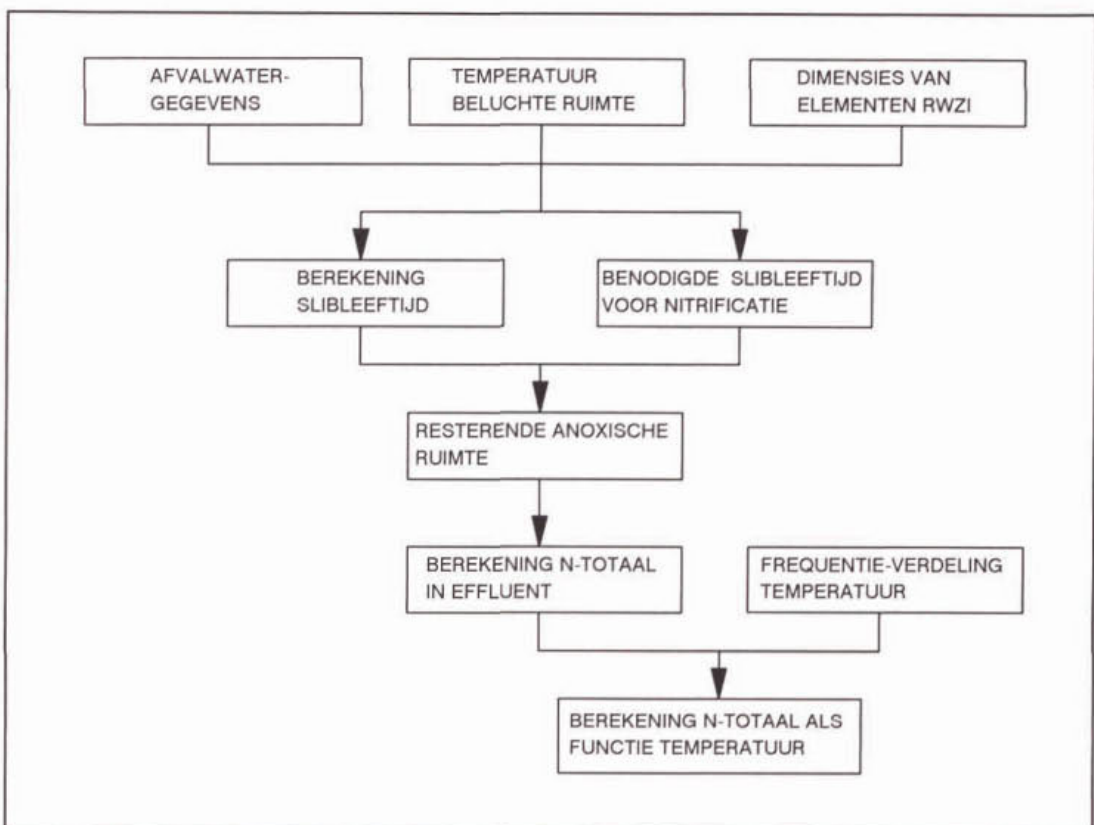 AFVALWATER-
GEGEVENS
TEMPERATUUR
BELUCHTE RUIMTE
DIMENSIES VAN
ELEMENTEN RWZI
BEREKENING
SLIBLEEFTIJD
BENODIGDE SLIBLEEFTIJD
VOOR NITRIFICATIE
RESTERENDE ANOXISCHE
RUIMTE
BEREKENING N-TOTAAL
IN EFFLUENT
FREQUENTIE-VERDELING
TEMPERATUUR
BEREKENING N-TOTAAL ALS
FUNCTIE TEMPERATUUR